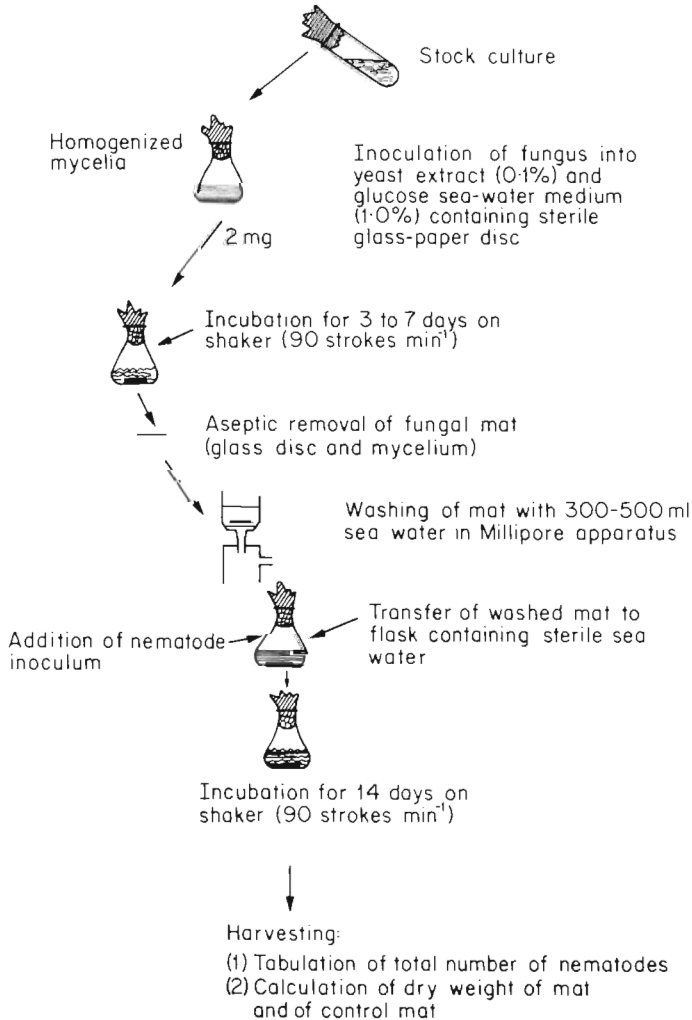 Stock culture
Homogenized
mycelia
Inoculation of fungus into
yeast extract (0·1%) and
glucose sea-water medium
(1·0%) containing sterile
glass-paper disc
2 mg
Incubation for 3 to 7 days on
shaker (90 strokes min⁻¹)
Aseptic removal of fungal mat
(glass disc and mycelium)
Washing of mat with 300-500 ml
sea water in Millipore apparatus
Addition of nematode
inoculum
Transfer of washed mat to
flask containing sterile sea
water
Incubation for 14 days on
shaker (90 strokes min⁻¹)
Harvesting:
(1) Tabulation of total number of nematodes
(2) Calculation of dry weight of mat
and of control mat